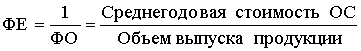 ФЕ = 1/ФО = Среднегодовая стоимость ОС / Объем выпуска продукции